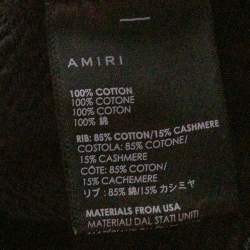 AMIRI
100% COTTON
100% COTONE
100% COTON
100% 綿
RIB: 85% COTTON/15% CASHMERE
COSTOLA: 85% COTONE/
15% CASHMERE
CÔTE: 85% COTON/
15% CACHEMERE
リブ : 85% 綿/15% カシミヤ
MATERIALS FROM USA
MATERIALI DAL STATI UNITI